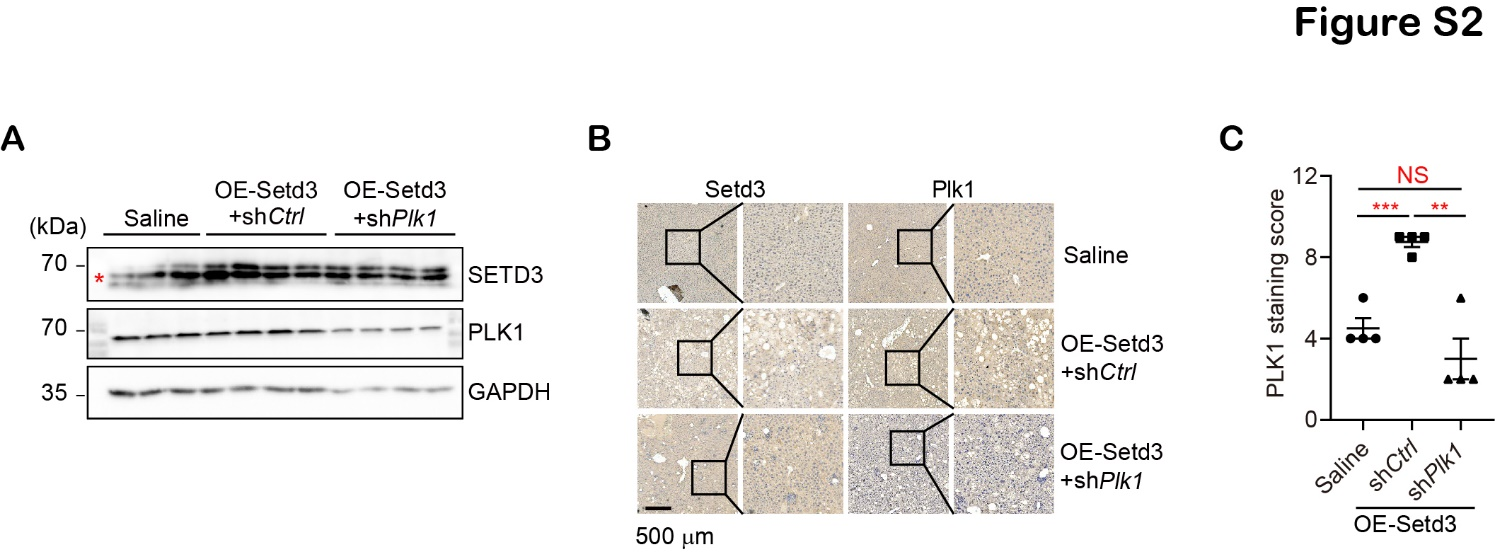 Figure S2
A
OE-Setd3
+shCtrl
OE-Setd3
+shPlk1
(kDa)
Saline
70
*
SETD3
70
PLK1
35
GAPDH
B
Setd3
Plk1
Saline
OE-Setd3
+shCtrl
OE-Setd3
+shPlk1
500 μm
C
PLK1 staining score
12
8
4
0
NS
***
**
Saline
shCtrl
shPlk1
OE-Setd3